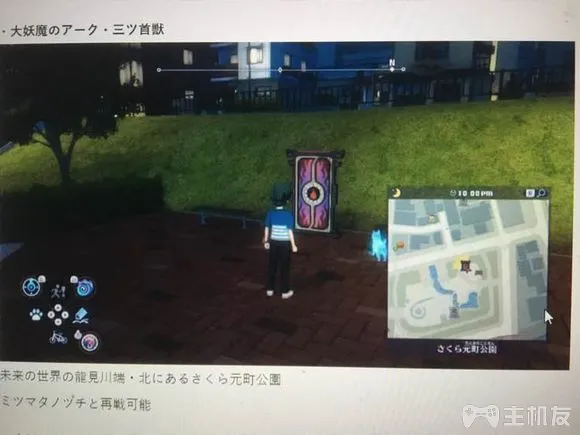 ・大妖魔のアーク・三ツ首獣
N
10:00 PM
さくら元町公園
未来の世界の龍見川端・北にあるさくら元町公園
ミツマタノヅチと再戦可能
主机友